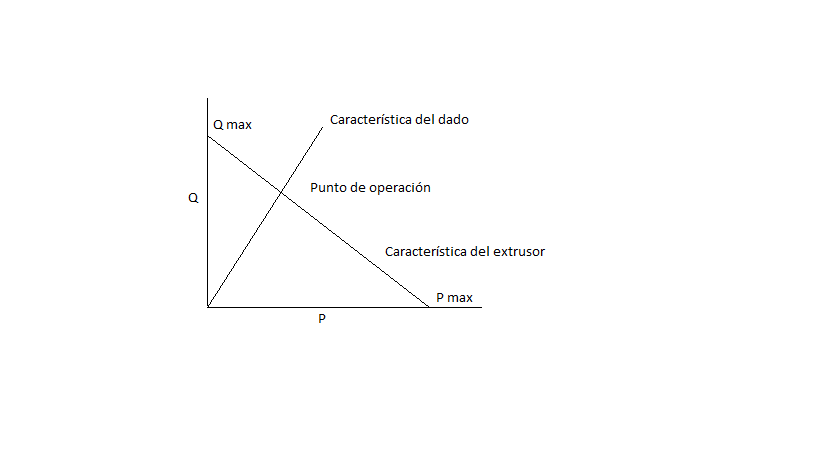 Característica del dado
Q max
Punto de operación
Q
Característica del extrusor
P max
P